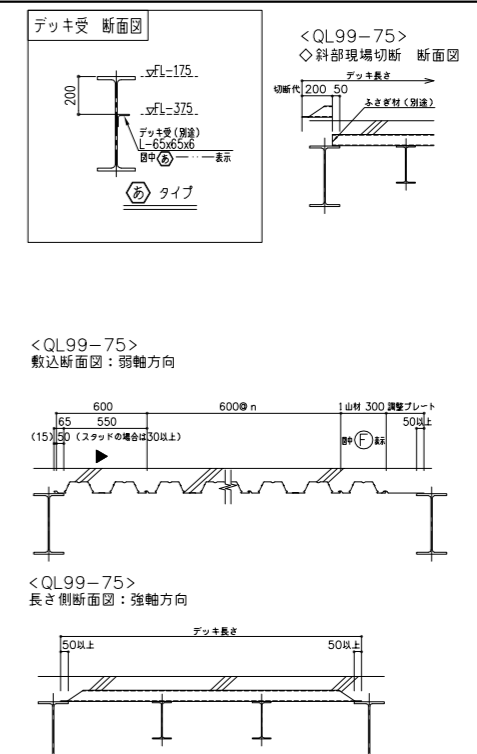 デッキ受 断面図
▽FL-175
200
▽FL-375
デッキ受(別途)
L-65x65x6
図中あ—・・—表示
あ タイプ
<QL99-75>
◇斜部現場切断 断面図
デッキ長さ
切断代 200 50
ふさぎ材(別途)
<QL99-75>
敷込断面図:弱軸方向
600 600@n 1山材 300 調整プレート
65 550 50以上
(15) 50 (スタッドの場合は30以上) 図中F表示
<QL99-75>
長さ側断面図:強軸方向
デッキ長さ
50以上 50以上